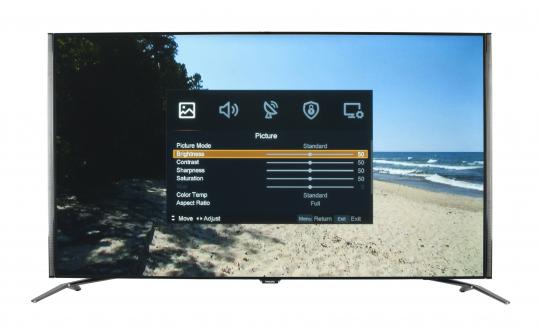 Picture
Picture Mode Standard
Brightness 50
Contrast 50
Sharpness 50
Saturation 50
Color Temp Standard
Aspect Ratio Full
Move Adjust Menu Return Exit Exit